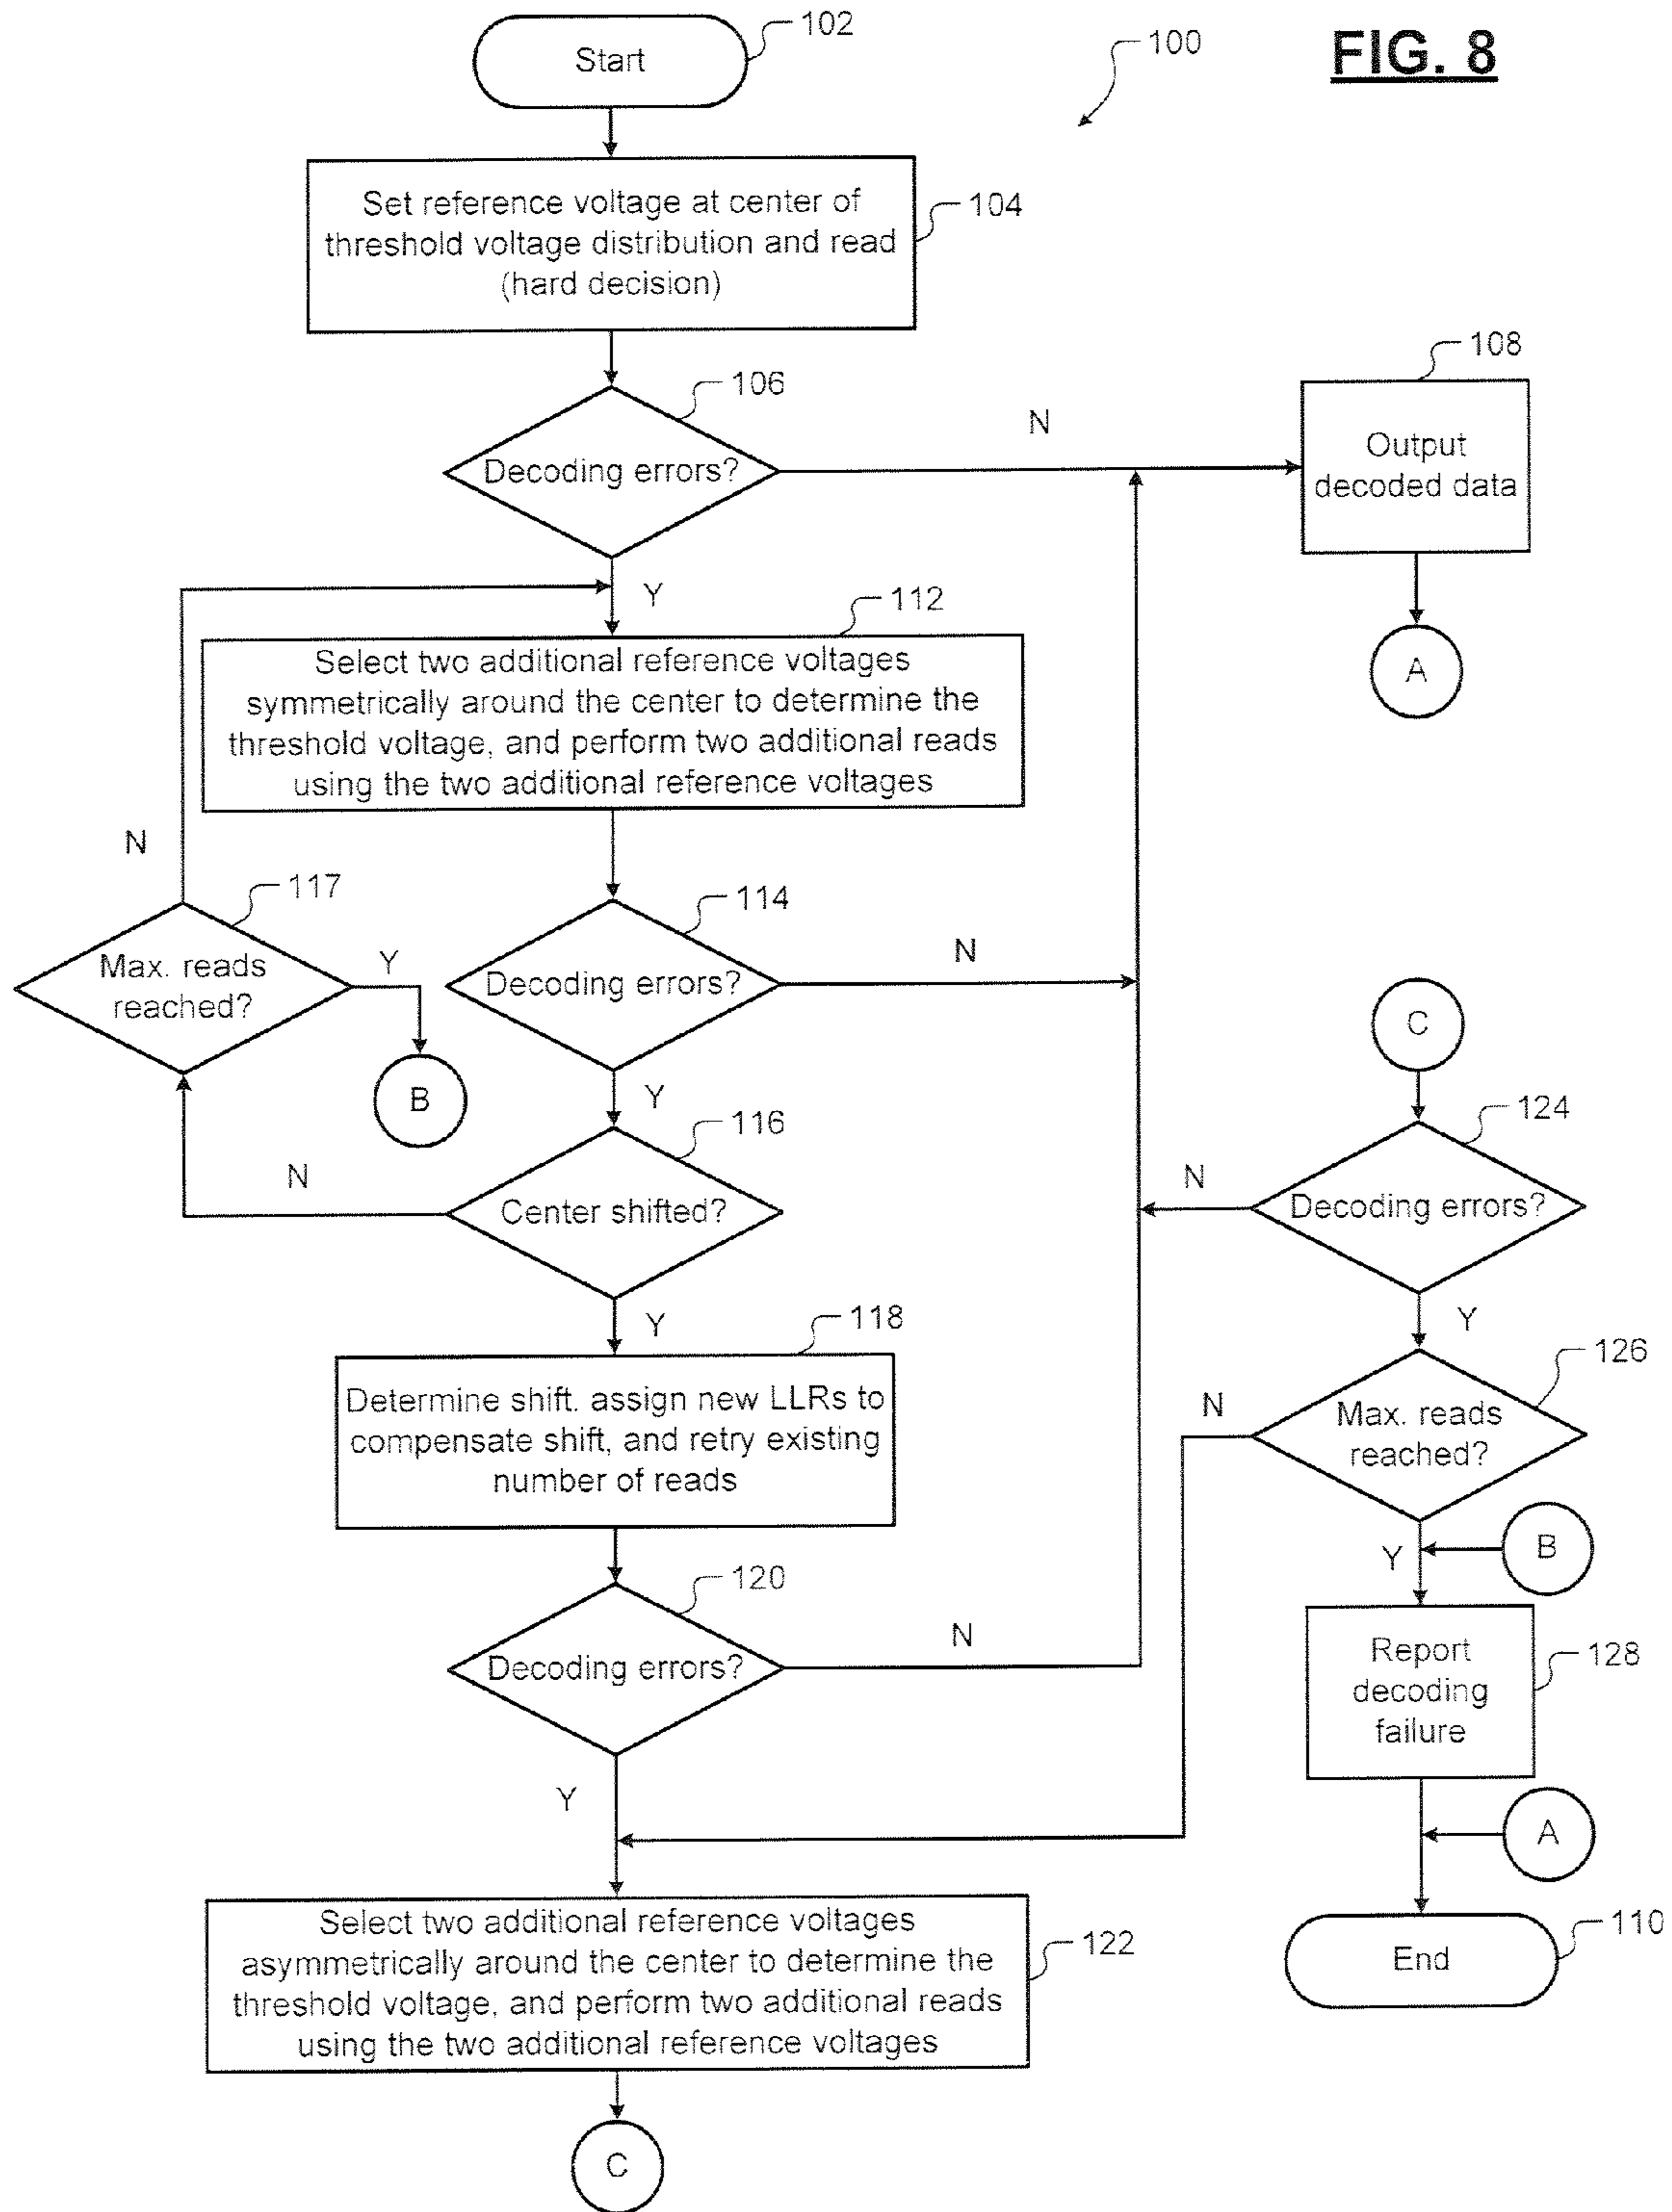 FIG. 8
100
Start
102
Set reference voltage at center of
threshold voltage distribution and read
(hard decision)
104
Decoding errors?
106
N
Y
Output
decoded data
108
A
Select two additional reference voltages
symmetrically around the center to determine the
threshold voltage, and perform two additional reads
using the two additional reference voltages
112
N
Max. reads
reached?
117
Y
B
Decoding errors?
114
N
Y
Center shifted?
116
N
Y
Determine shift. assign new LLRs to
compensate shift, and retry existing
number of reads
118
Decoding errors?
120
N
Y
Select two additional reference voltages
asymmetrically around the center to determine the
threshold voltage, and perform two additional reads
using the two additional reference voltages
122
C
C
Decoding errors?
124
N
Y
Max. reads
reached?
126
N
Y
B
Report
decoding
failure
128
A
End
110